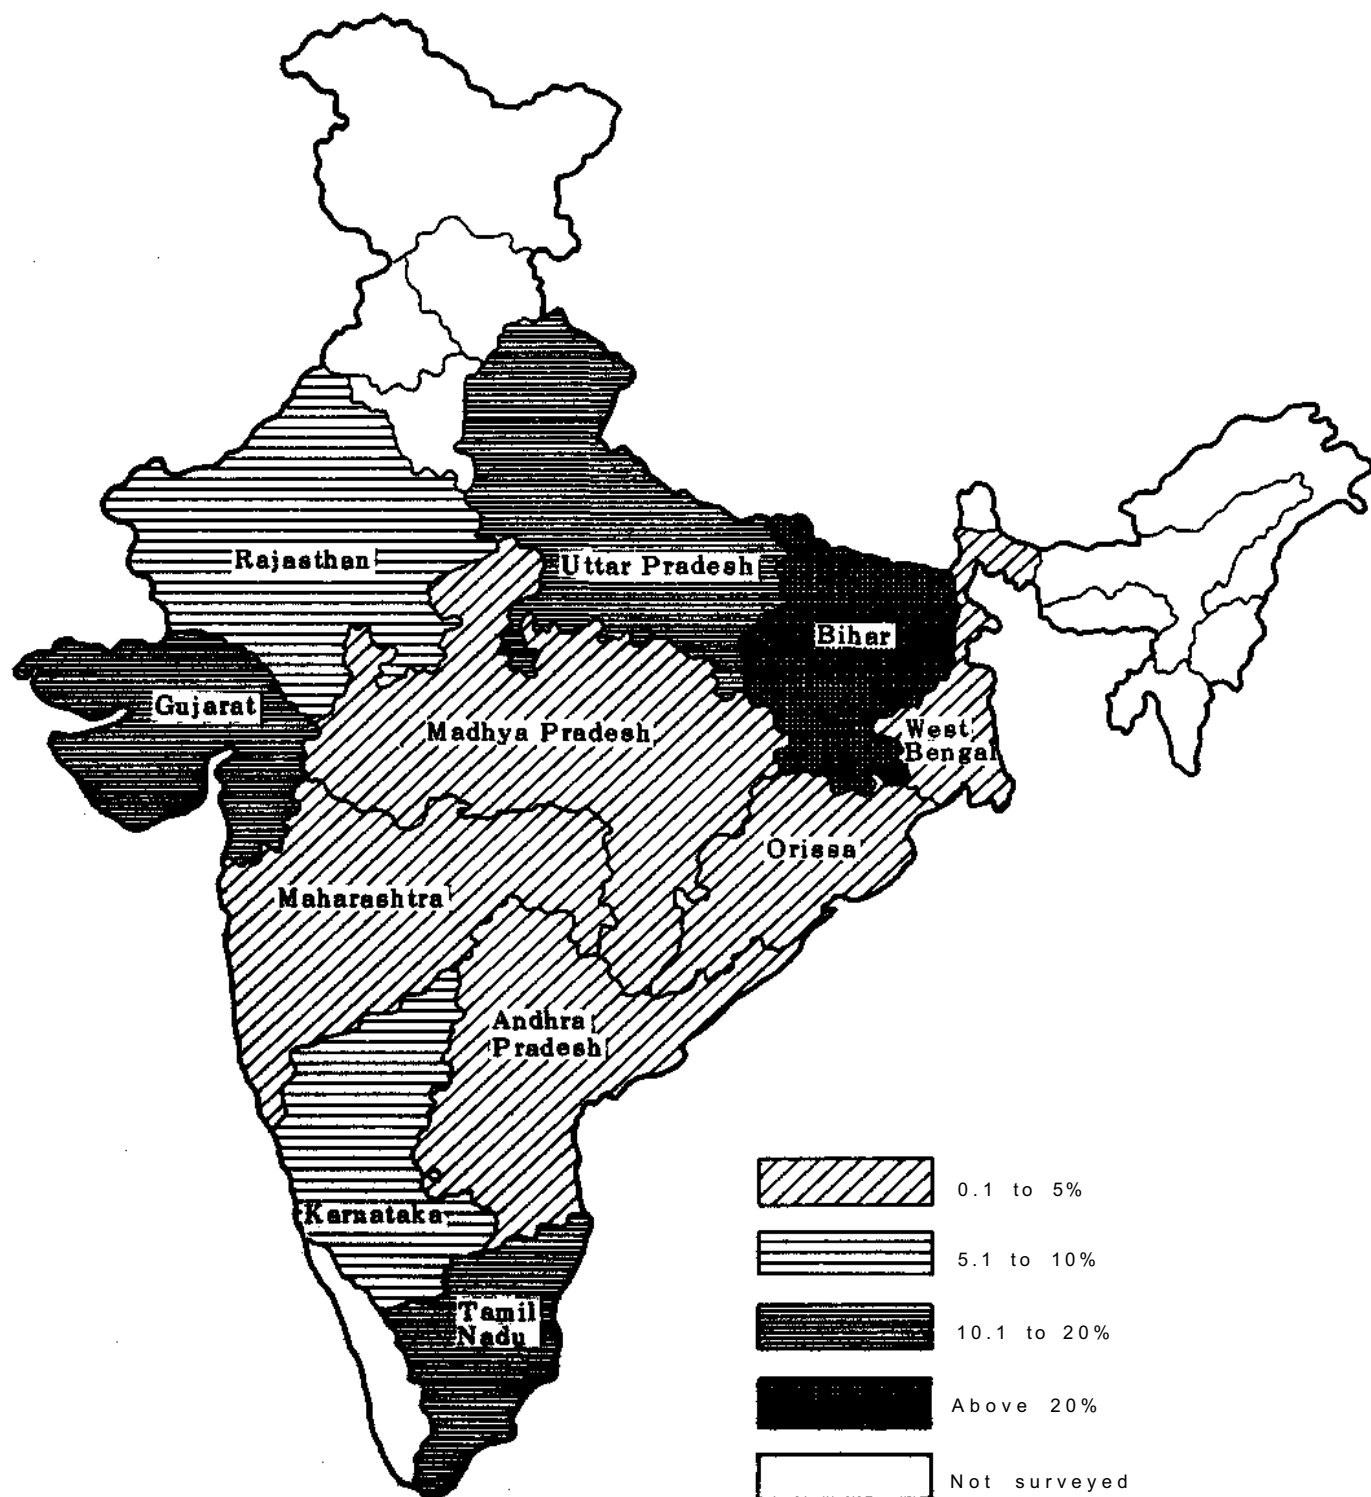 Rajasthan
Uttar Pradesh
Bihar
Gujarat
Madhya Pradesh
West
Bengal
Orissa
Maharashtra
Andhra
Pradesh
Karnataka
Tamil
Nadu
0.1 to 5%
5.1 to 10%
10.1 to 20%
Above 20%
Not surveyed